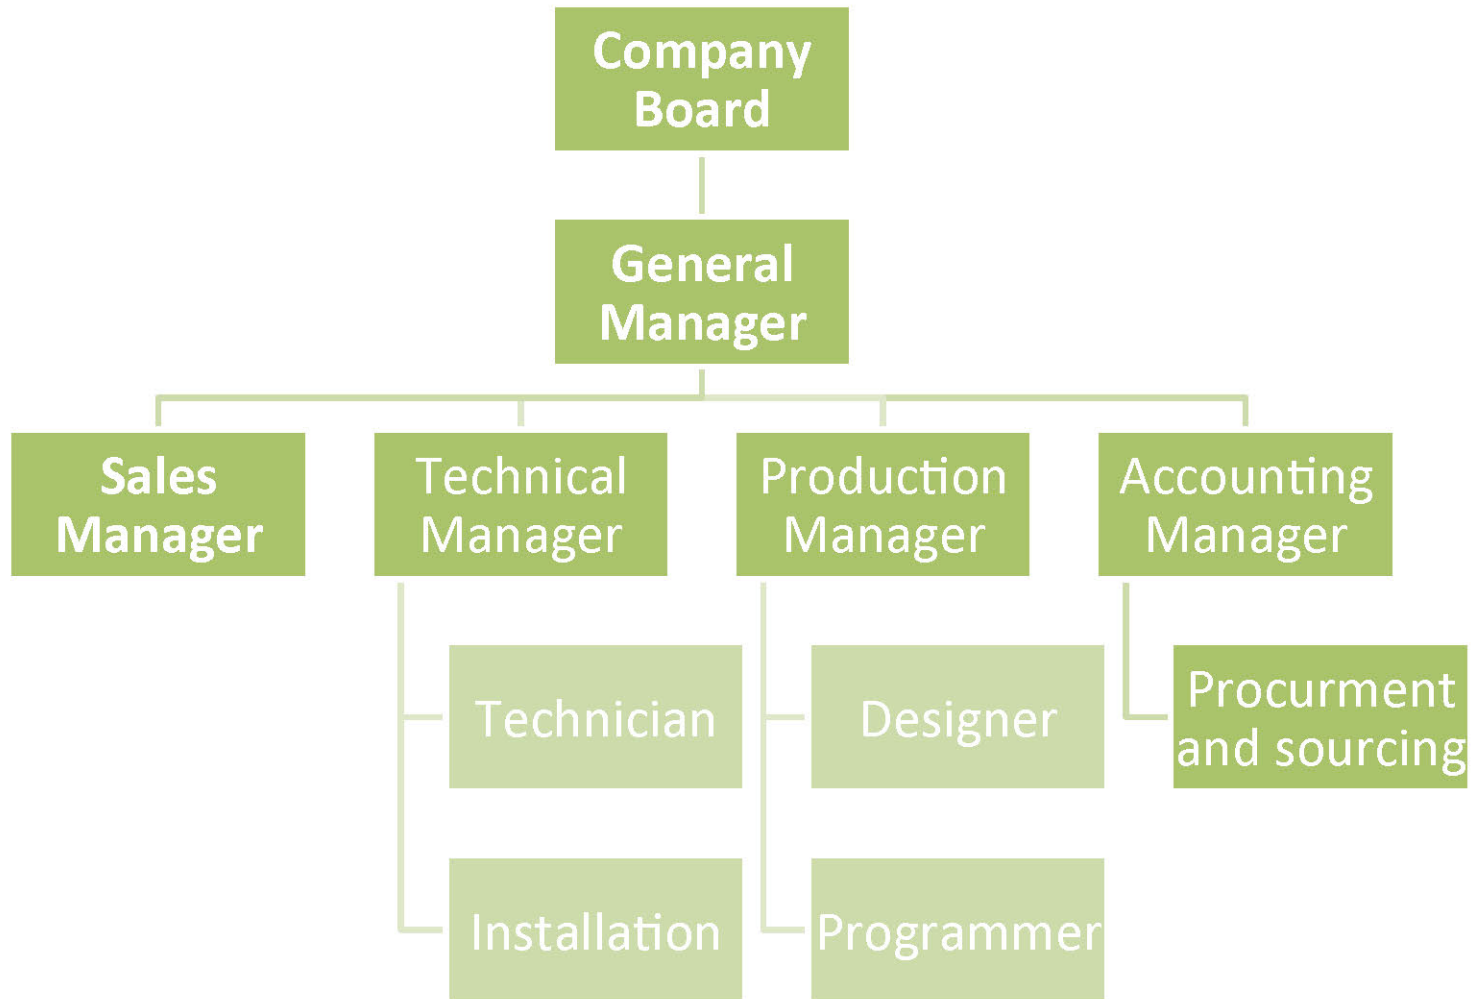 Company
Board
General
Manager
Sales
Manager
Technical
Manager
Production
Manager
Accounting
Manager
Technician
Designer
Procurment
and sourcing
Installation
Programmer